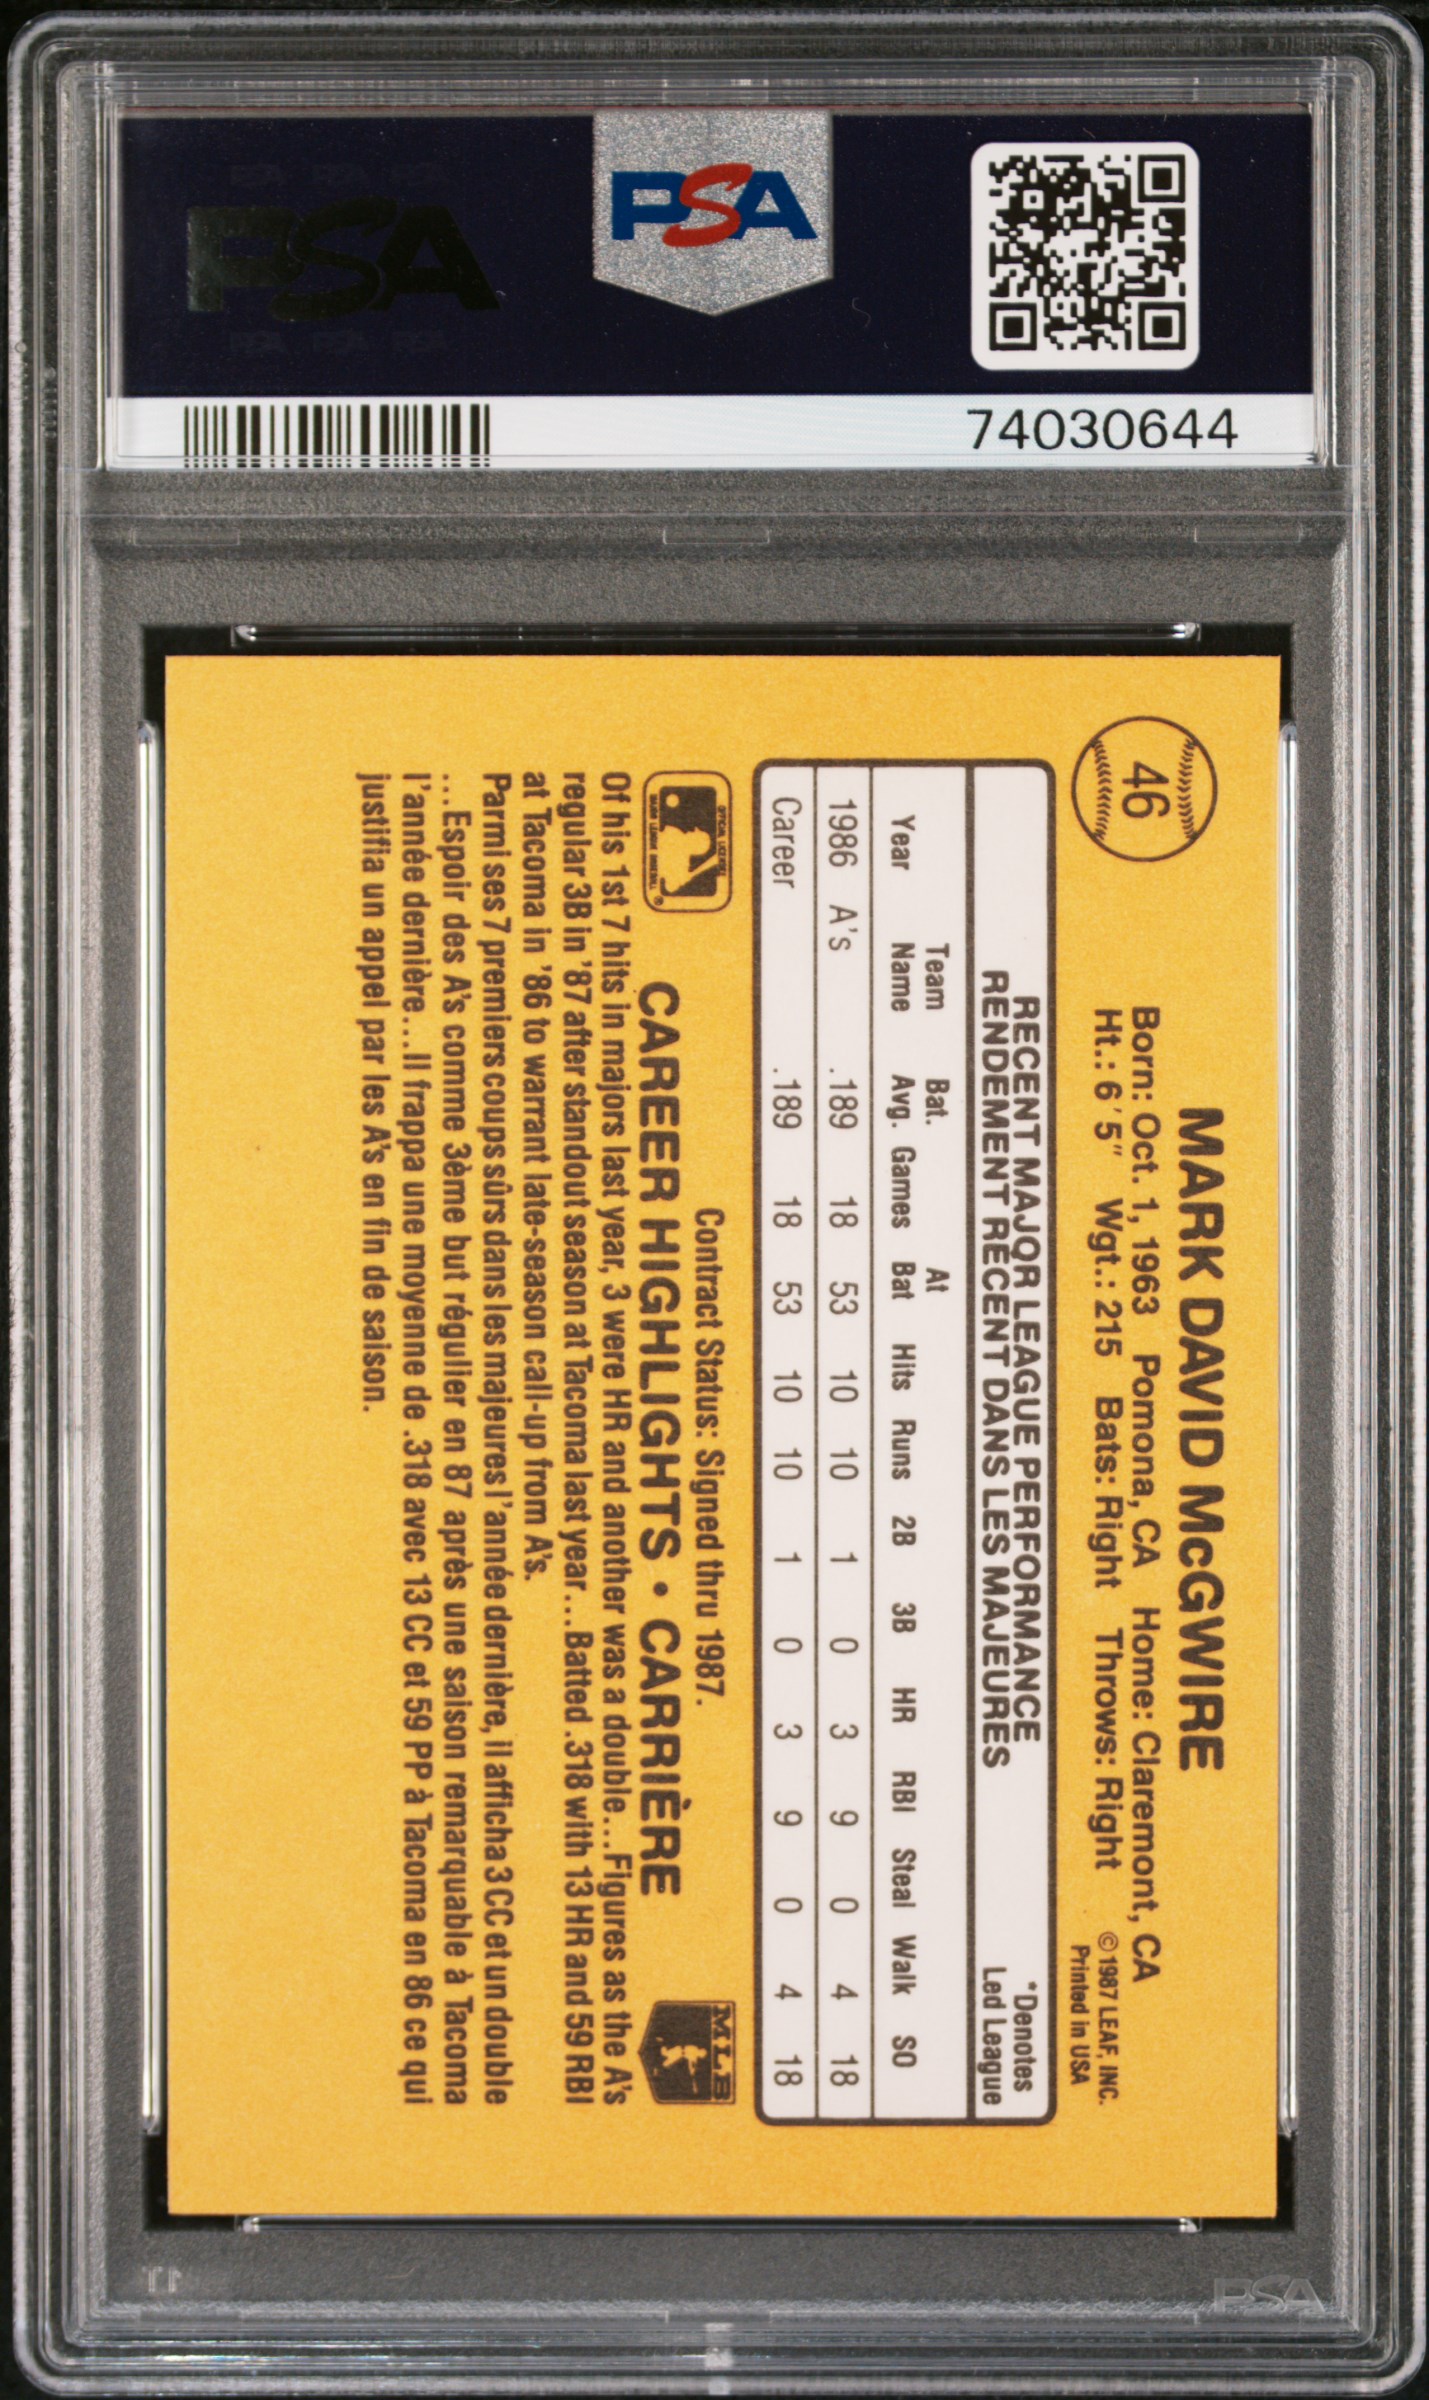 PSA
PSA
74030644
46
MARK DAVID McGWIRE
Born: Oct. 1, 1963 Pomona, CA Home: Claremont, CA
Ht.: 6'5" Wgt.: 215 Bats: Right Throws: Right
© 1987 LEAF, INC.
Printed in USA
RECENT MAJOR LEAGUE PERFORMANCE
RENDEMENT RECENT DANS LES MAJEURES
*Denotes
Led League
Year Team Name Bat. Avg. Games At Bat Hits Runs 2B 3B HR RBI Steal Walk SO
1986 A's .189 18 53 10 10 1 0 3 9 0 4 18
Career .189 18 53 10 10 1 0 3 9 0 4 18
Contract Status: Signed thru 1987.
CAREER HIGHLIGHTS • CARRIÈRE
MLB
Of his 1st 7 hits in majors last year, 3 were HR and another was a double...Figures as the A's
regular 3B in '87 after standout season at Tacoma last year...Batted .318 with 13 HR and 59 RBI
at Tacoma in '86 to warrant late-season call-up from A's.
Parmi ses 7 premiers coups sûrs dans les majeures l'année dernière, il afficha 3 CC et un double
...Espoir des A's comme 3ème but régulier en 87 après une saison remarquable à Tacoma
l'année dernière...Il frappa une moyenne de .318 avec 13 CC et 59 PP à Tacoma en 86 ce qui
justifia un appel par les A's en fin de saison.
PSA